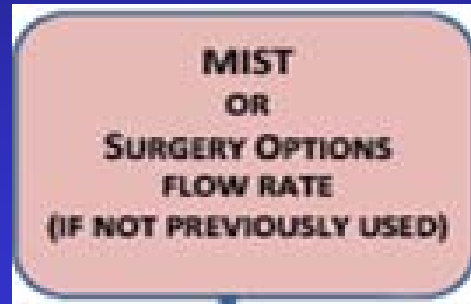 MIST
OR
SURGERY OPTIONS
FLOW RATE
(IF NOT PREVIOUSLY USED)